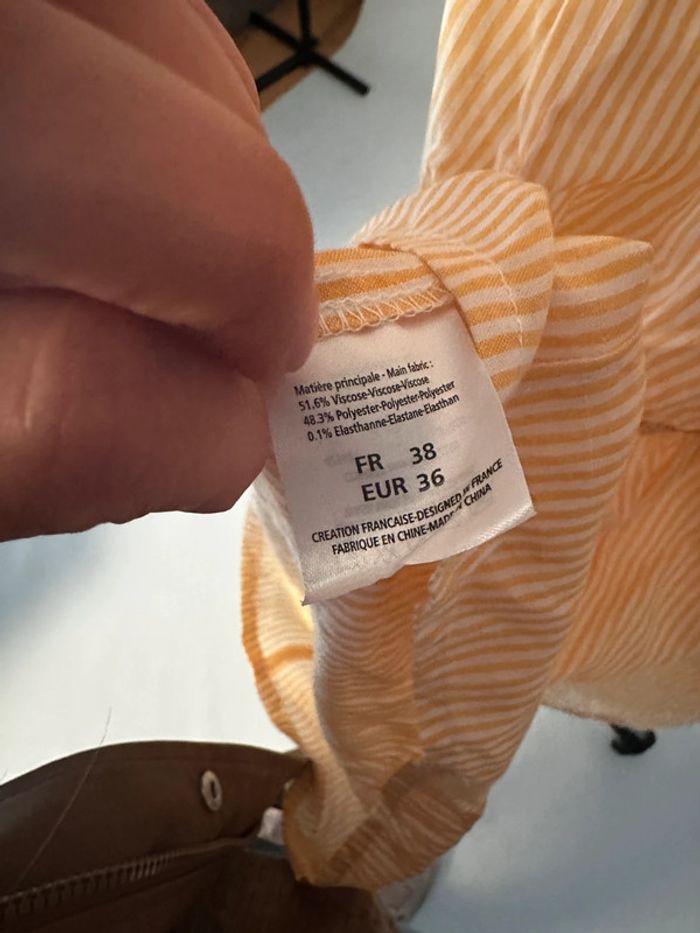 Matière principale - Main fabric :
51.6% Viscose-Viscose-Viscose
48.3% Polyester-Polyester-Polyester
0.1% Elasthanne-Elastane-Elasthan
FR 38
EUR 36
CREATION FRANCAISE-DESIGNED IN FRANCE
FABRIQUE EN CHINE-MADE IN CHINA